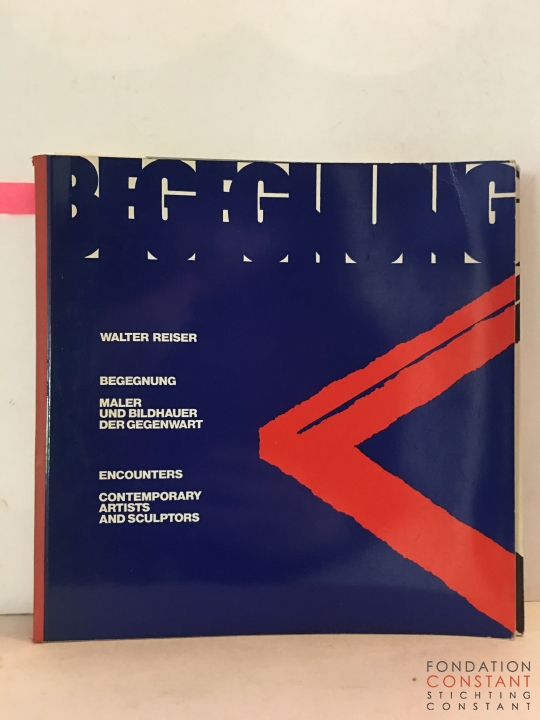 BEGEGNUNG
WALTER REISER
BEGEGNUNG
MALER
UND BILDHAUER
DER GEGENWART
ENCOUNTERS
CONTEMPORARY
ARTISTS
AND SCULPTORS
FONDATION
CONSTANT
STICHTING
CONSTANT